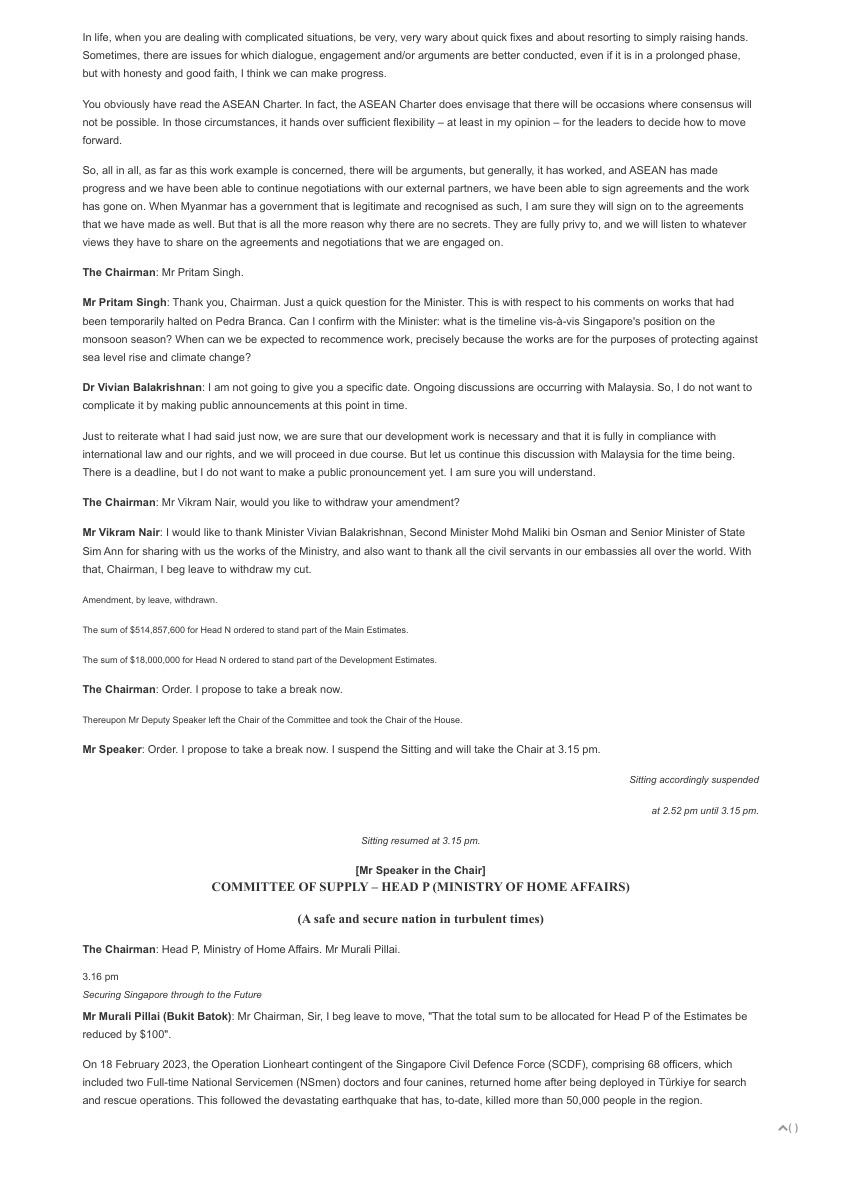 In life, when you are dealing with complicated situations, be very, very wary about quick fixes and about resorting to simply raising hands.
Sometimes, there are issues for which dialogue, engagement and/or arguments are better conducted, even if it is in a prolonged phase,
but with honesty and good faith, I think we can make progress.
You obviously have read the ASEAN Charter. In fact, the ASEAN Charter does envisage that there will be occasions where consensus will
not be possible. In those circumstances, it hands over sufficient flexibility – at least in my opinion – for the leaders to decide how to move
forward.
So, all in all, as far as this work example is concerned, there will be arguments, but generally, it has worked, and ASEAN has made
progress and we have been able to continue negotiations with our external partners, we have been able to sign agreements and the work
has gone on. When Myanmar has a government that is legitimate and recognised as such, I am sure they will sign on to the agreements
that we have made as well. But that is all the more reason why there are no secrets. They are fully privy to, and we will listen to whatever
views they have to share on the agreements and negotiations that we are engaged on.
The Chairman: Mr Pritam Singh.
Mr Pritam Singh: Thank you, Chairman. Just a quick question for the Minister. This is with respect to his comments on works that had
been temporarily halted on Pedra Branca. Can I confirm with the Minister: what is the timeline vis-à-vis Singapore's position on the
monsoon season? When can we be expected to recommence work, precisely because the works are for the purposes of protecting against
sea level rise and climate change?
Dr Vivian Balakrishnan: I am not going to give you a specific date. Ongoing discussions are occurring with Malaysia. So, I do not want to
complicate it by making public announcements at this point in time.
Just to reiterate what I had said just now, we are sure that our development work is necessary and that it is fully in compliance with
international law and our rights, and we will proceed in due course. But let us continue this discussion with Malaysia for the time being.
There is a deadline, but I do not want to make a public pronouncement yet. I am sure you will understand.
The Chairman: Mr Vikram Nair, would you like to withdraw your amendment?
Mr Vikram Nair: I would like to thank Minister Vivian Balakrishnan, Second Minister Mohd Maliki bin Osman and Senior Minister of State
Sim Ann for sharing with us the works of the Ministry, and also want to thank all the civil servants in our embassies all over the world. With
that, Chairman, I beg leave to withdraw my cut.
Amendment, by leave, withdrawn.
The sum of $514,857,600 for Head N ordered to stand part of the Main Estimates.
The sum of $18,000,000 for Head N ordered to stand part of the Development Estimates.
The Chairman: Order. I propose to take a break now.
Thereupon Mr Deputy Speaker left the Chair of the Committee and took the Chair of the House.
Mr Speaker: Order. I propose to take a break now. I suspend the Sitting and will take the Chair at 3.15 pm.
Sitting accordingly suspended
at 2.52 pm until 3.15 pm.
Sitting resumed at 3.15 pm.
[Mr Speaker in the Chair]
COMMITTEE OF SUPPLY – HEAD P (MINISTRY OF HOME AFFAIRS)
(A safe and secure nation in turbulent times)
The Chairman: Head P, Ministry of Home Affairs. Mr Murali Pillai.
3.16 pm
Securing Singapore through to the Future
Mr Murali Pillai (Bukit Batok): Mr Chairman, Sir, I beg leave to move, "That the total sum to be allocated for Head P of the Estimates be
reduced by $100".
On 18 February 2023, the Operation Lionheart contingent of the Singapore Civil Defence Force (SCDF), comprising 68 officers, which
included two Full-time National Servicemen (NSmen) doctors and four canines, returned home after being deployed in Türkiye for search
and rescue operations. This followed the devastating earthquake that has, to-date, killed more than 50,000 people in the region.
( )